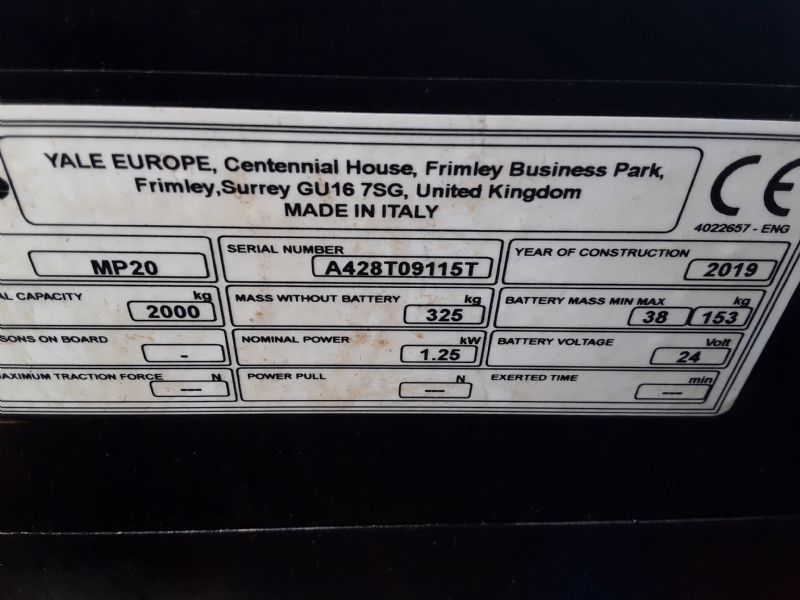 YALE EUROPE, Centennial House, Frimley Business Park,
Frimley,Surrey GU16 7SG, United Kingdom
MADE IN ITALY
CE
4022657 - ENG
MP20
SERIAL NUMBER
A428T09115T
YEAR OF CONSTRUCTION
2019
CAPACITY kg
2000
MASS WITHOUT BATTERY kg
325
BATTERY MASS MIN MAX kg
38 153
ON BOARD
-
NOMINAL POWER kW
1.25
BATTERY VOLTAGE Volt
24
MAXIMUM TRACTION FORCE N
---
POWER PULL N
---
EXERTED TIME min
---